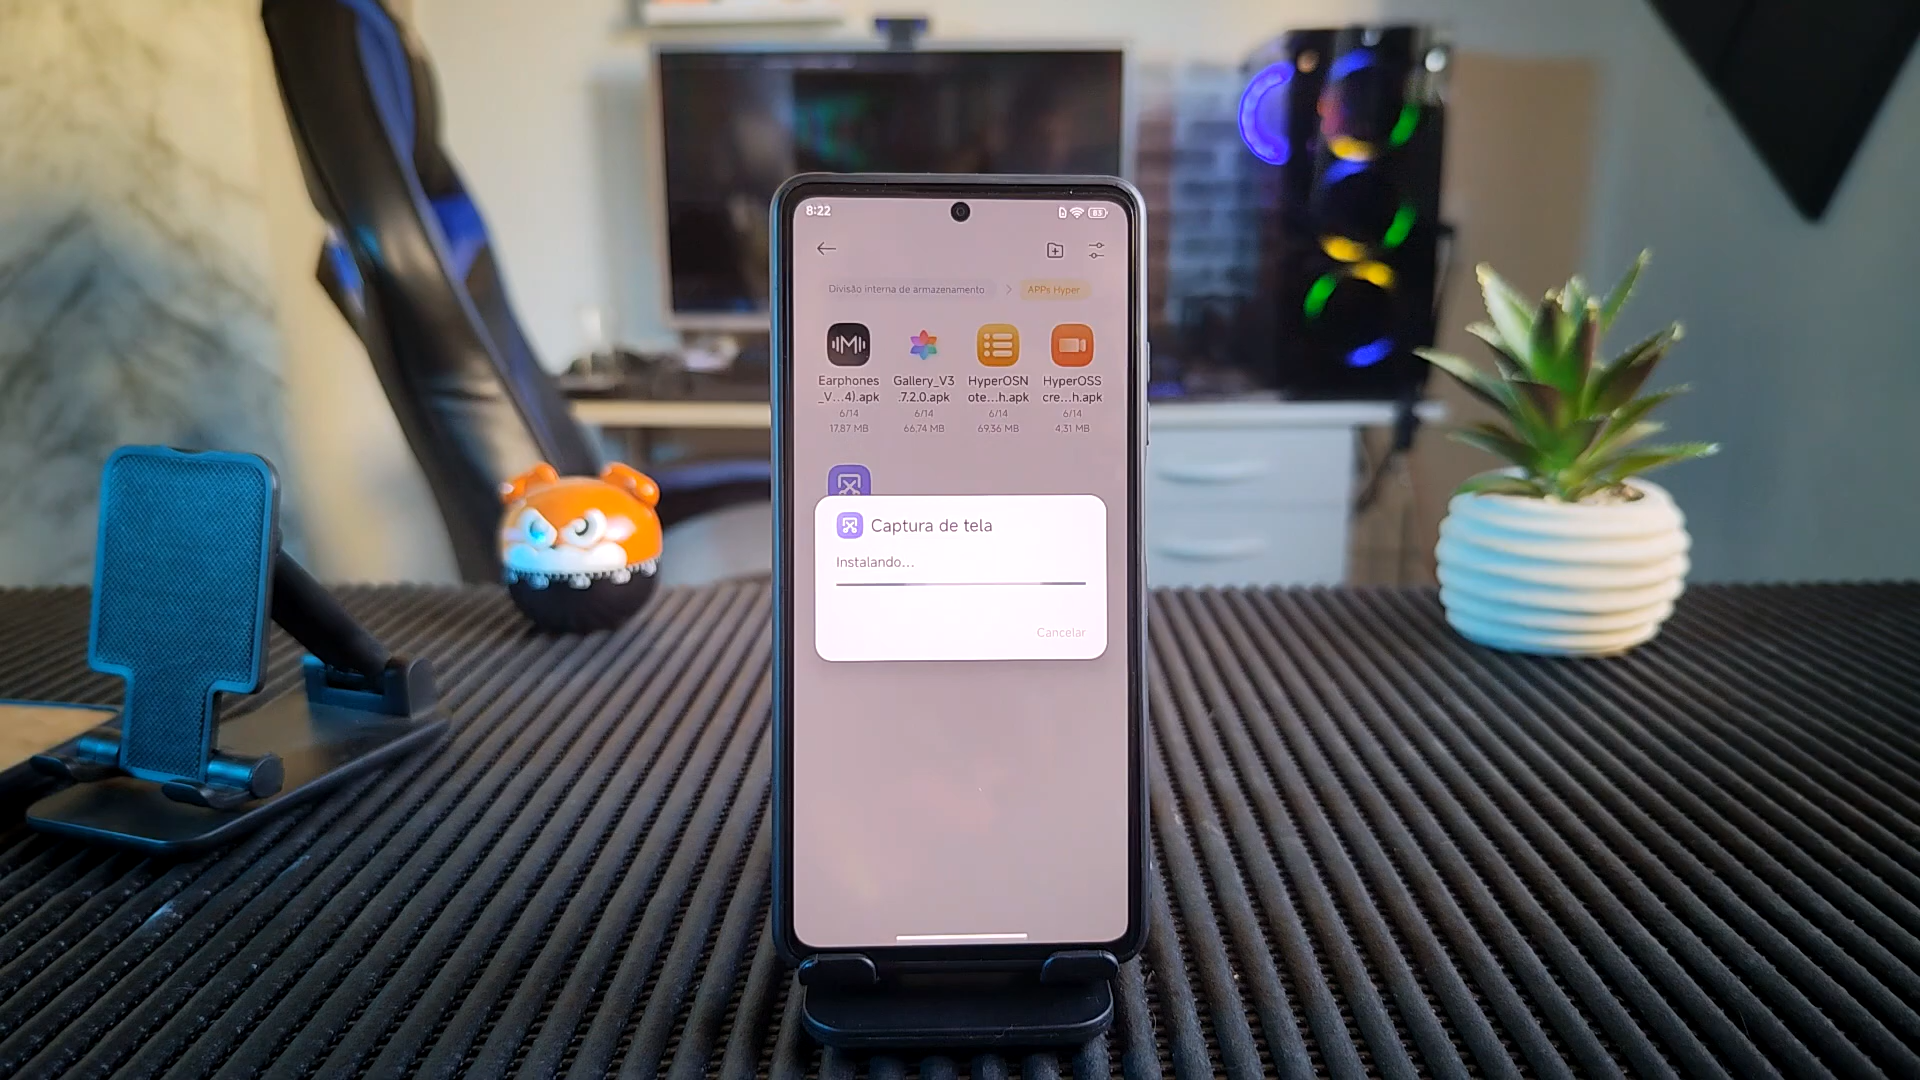 8:22
83
Divisão interna de armazenamento
APPs Hyper
Earphones
_V...4).apk
6/14
17,87 MB
Gallery_V3
.7.2.0.apk
6/14
66,74 MB
HyperOSN
ote...h.apk
6/14
69,36 MB
HyperOSS
cre...h.apk
6/14
4,31 MB
Captura de tela
Instalando...
Cancelar